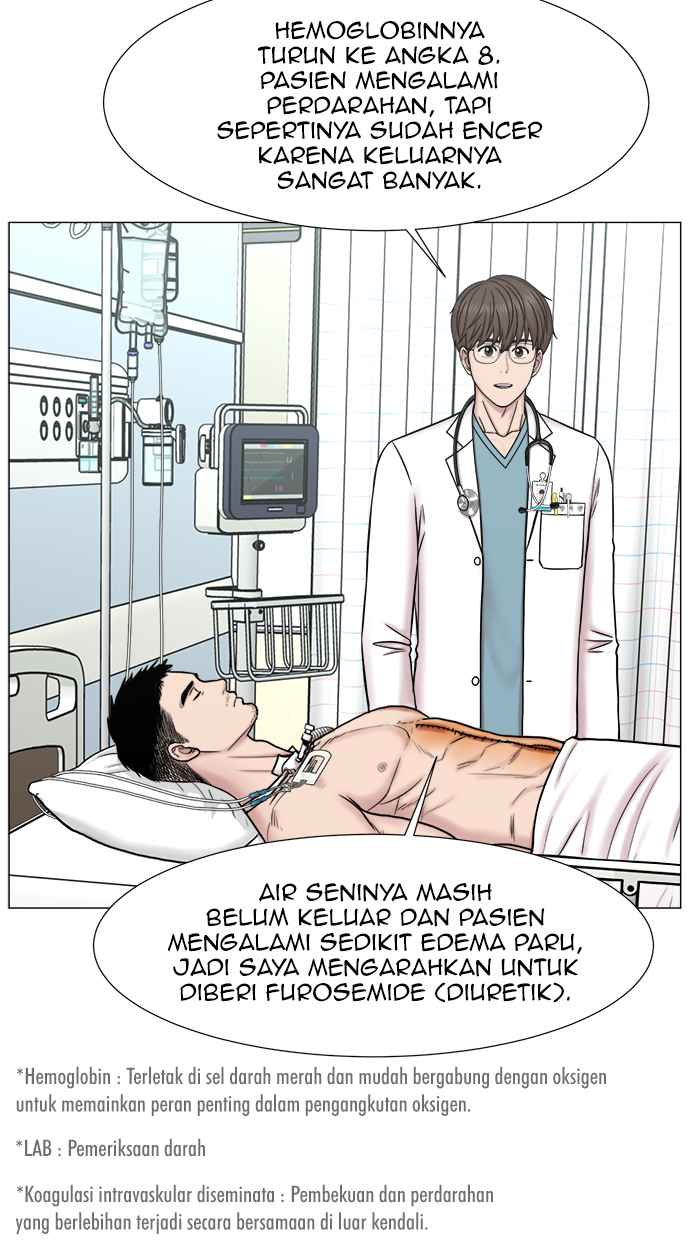 HEMOGLOBINNYA
TURUN KE ANGKA 8.
PASIEN MENGALAMI
PERDARAHAN, TAPI
SEPERTINYA SUDAH ENCER
KARENA KELUARNYA
SANGAT BANYAK.
AIR SENINYA MASIH
BELUM KELUAR DAN PASIEN
MENGALAMI SEDIKIT EDEMA PARU,
JADI SAYA MENGARAHKAN UNTUK
DIBERI FUROSEMIDE (DIURETIK).
*Hemoglobin : Terletak di sel darah merah dan mudah bergabung dengan oksigen
untuk memainkan peran penting dalam pengangkutan oksigen.
*LAB : Pemeriksaan darah
*Koagulasi intravaskular diseminata : Pembekuan dan perdarahan
yang berlebihan terjadi secara bersamaan di luar kendali.